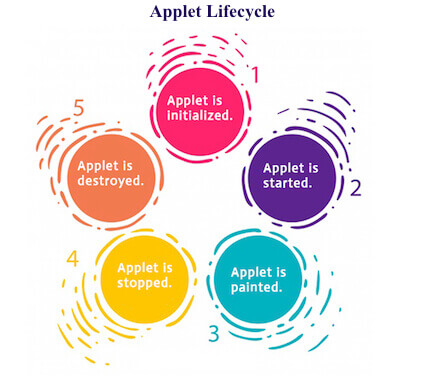 Applet Lifecycle
1
Applet is
initialized.
2
Applet is
started.
3
Applet is
painted.
4
Applet is
stopped.
5
Applet is
destroyed.